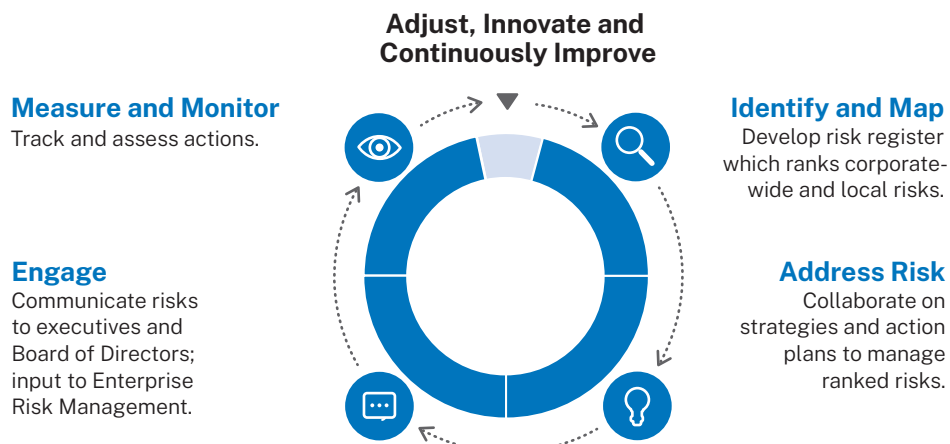 Adjust, Innovate and
Continuously Improve
Measure and Monitor
Track and assess actions.
Identify and Map
Develop risk register
which ranks corporate-
wide and local risks.
Engage
Communicate risks
to executives and
Board of Directors;
input to Enterprise
Risk Management.
Address Risk
Collaborate on
strategies and action
plans to manage
ranked risks.